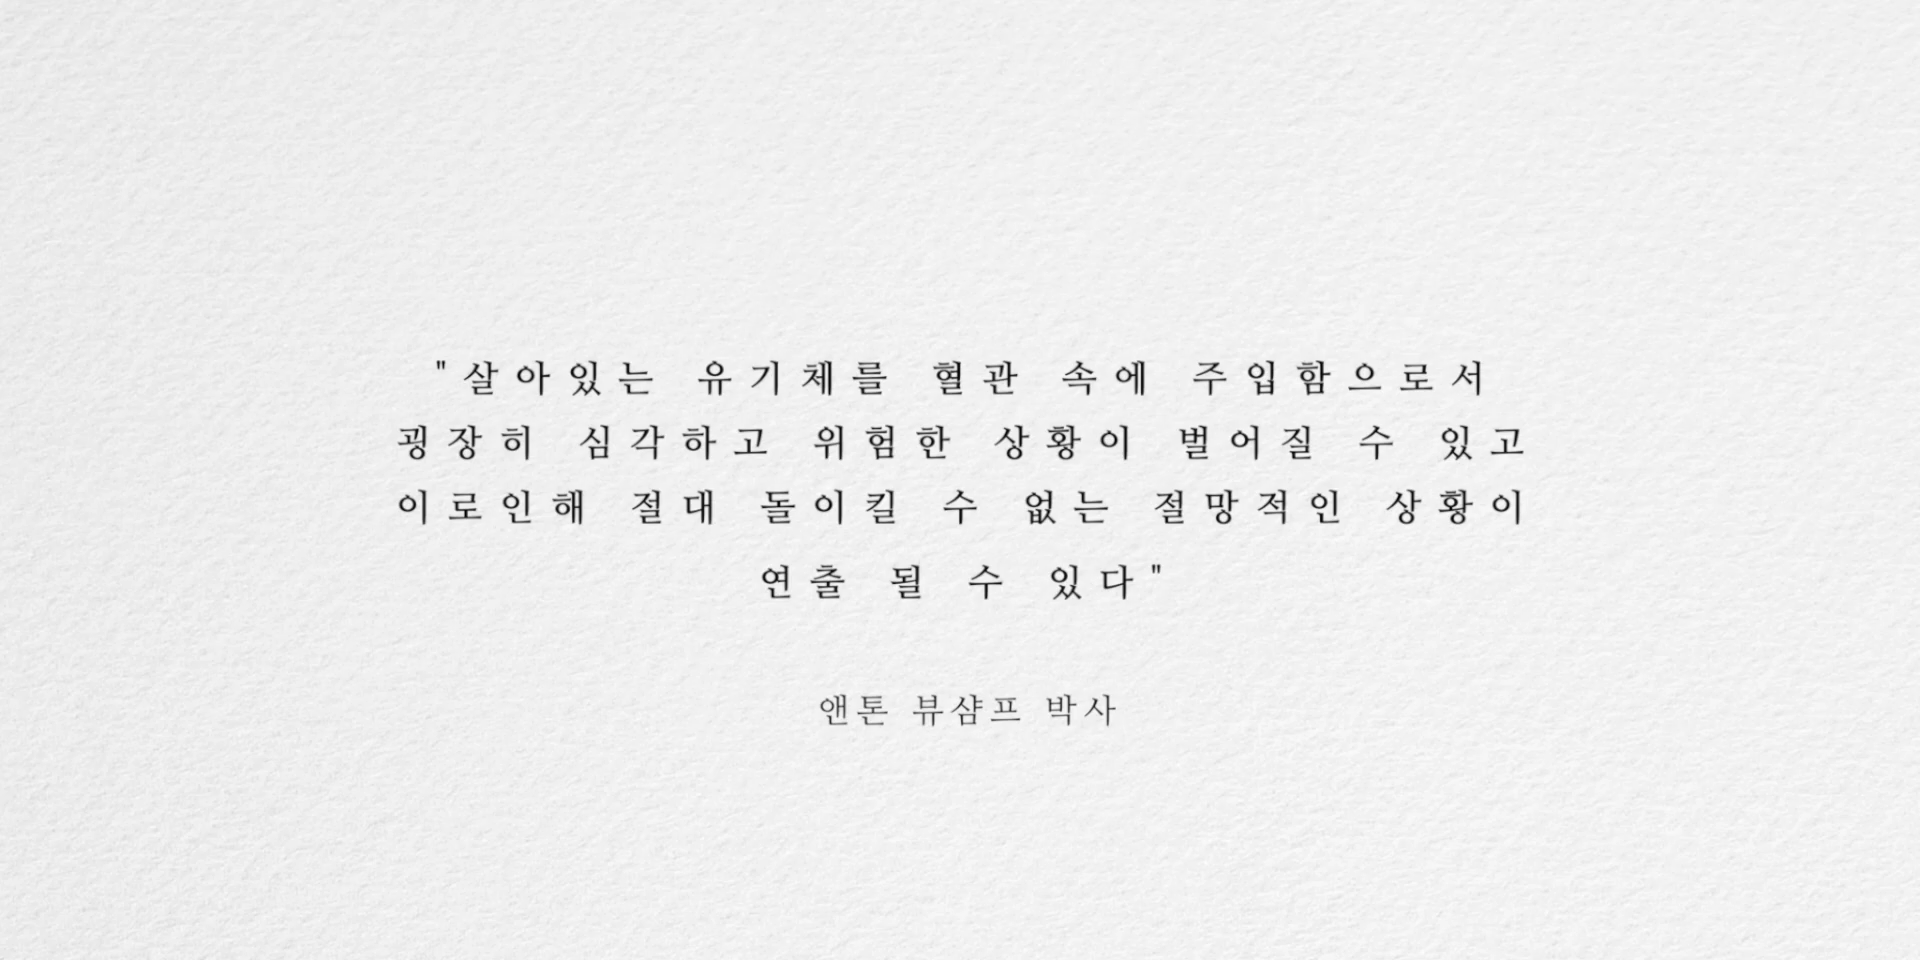 "살아있는 유기체를 혈관 속에 주입함으로서
굉장히 심각하고 위험한 상황이 벌어질 수 있고
이로인해 절대 돌이킬 수 없는 절망적인 상황이
연출 될 수 있다"
앤톤 뷰샴프 박사